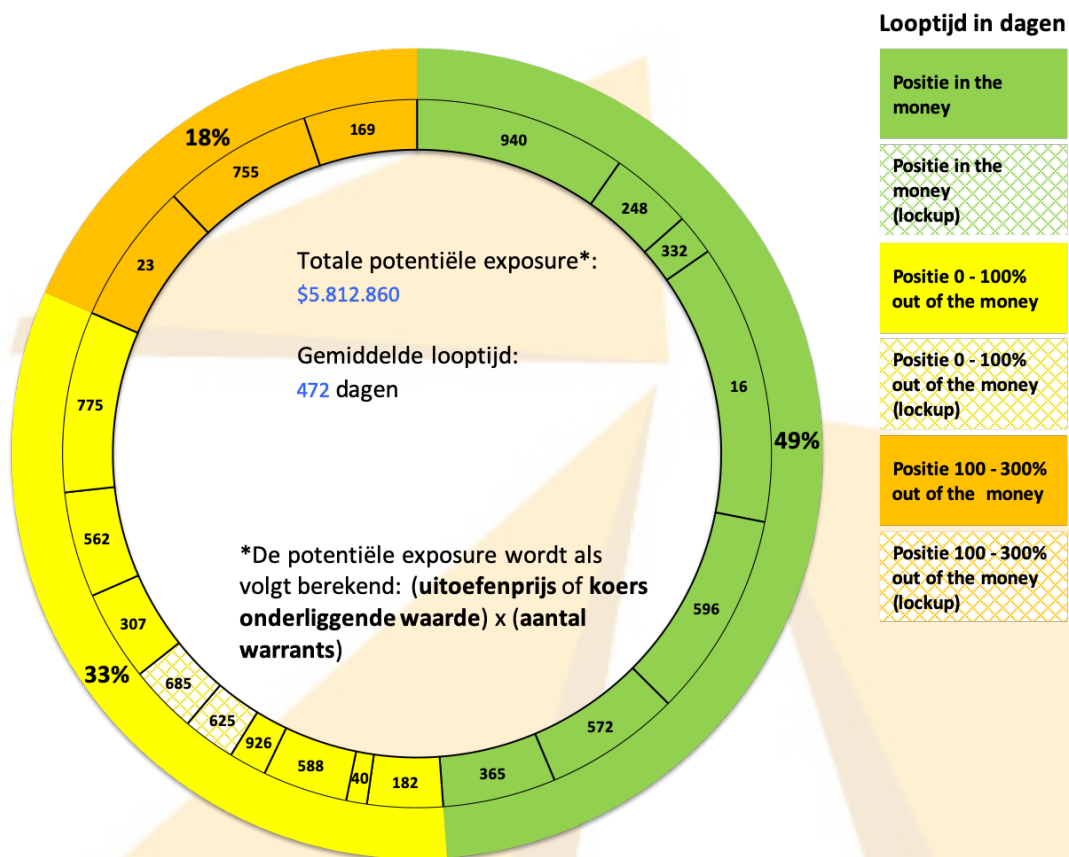 Looptijd in dagen
Positie in the
money
Positie in the
money
(lockup)
Positie 0 - 100%
out of the money
Positie 0 - 100%
out of the money
(lockup)
Positie 100 - 300%
out of the money
Positie 100 - 300%
out of the money
(lockup)
49%
33%
18%
940
248
332
16
596
572
365
182
40
588
926
625
685
307
562
775
23
755
169
Totale potentiële exposure*:
$5.812.860
Gemiddelde looptijd:
472 dagen
*De potentiële exposure wordt als
volgt berekend: (uitoefenprijs of koers
onderliggende waarde) x (aantal
warrants)